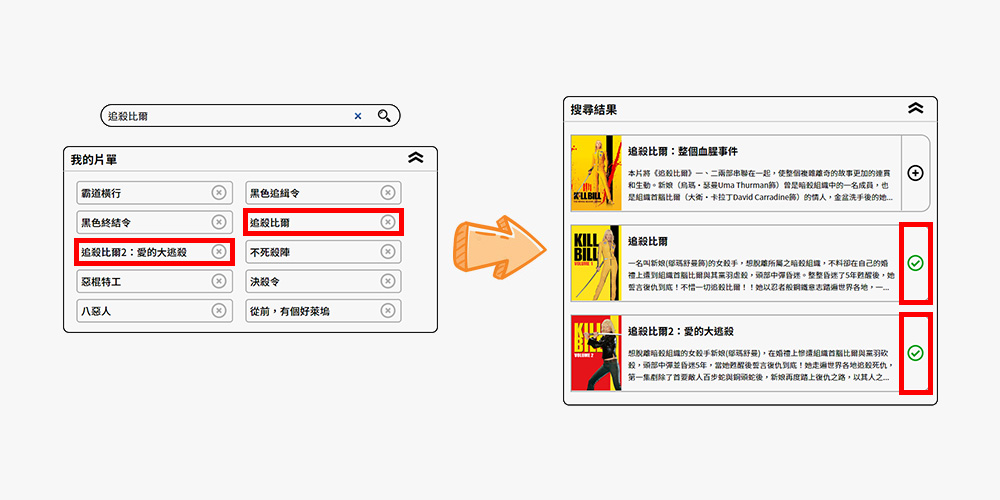 追殺比爾
我的片單
霸道橫行
黑色追緝令
黑色終結令
追殺比爾
追殺比爾2：愛的大逃殺
不死殺陣
惡棍特工
決殺令
八惡人
從前，有個好萊塢
搜尋結果
KILL BILL
追殺比爾：整個血腥事件
本片將《追殺比爾》一、二兩部串聯在一起，使整個複雜離奇的故事更加的連貫
和生動。新娘（烏瑪·瑟曼Uma Thurman飾）曾是暗殺組織中的一名成員，也
是組織首腦比爾（大衛·卡拉丁David Carradine飾）的情人，金盆洗手後的她...
KILL
BILL
VOLUME 1
追殺比爾
一名叫新娘(鄔瑪舒曼飾)的女殺手，想脫離所屬之暗殺組織，不料卻在自己的婚
禮上遭到組織首腦比爾與其黨羽虐殺，頭部中彈昏迷。整整昏迷了5年甦醒後，她
誓言復仇到底！不惜一切追殺比爾！！她以忍者般鋼鐵意志踏遍世界各地，一...
KILL
BILL
VOLUME 2
追殺比爾2：愛的大逃殺
想脫離暗殺組織的女殺手新娘(鄔瑪舒曼)，在婚禮上慘遭組織首腦比爾與黨羽砍
殺，頭部中彈並昏迷5年，當她甦醒後誓言復仇到底！她走遍世界各地追殺死仇，
第一集剷除了首要敵人百步蛇與銅頭蛇後，新娘再度踏上復仇之路，以其人之...